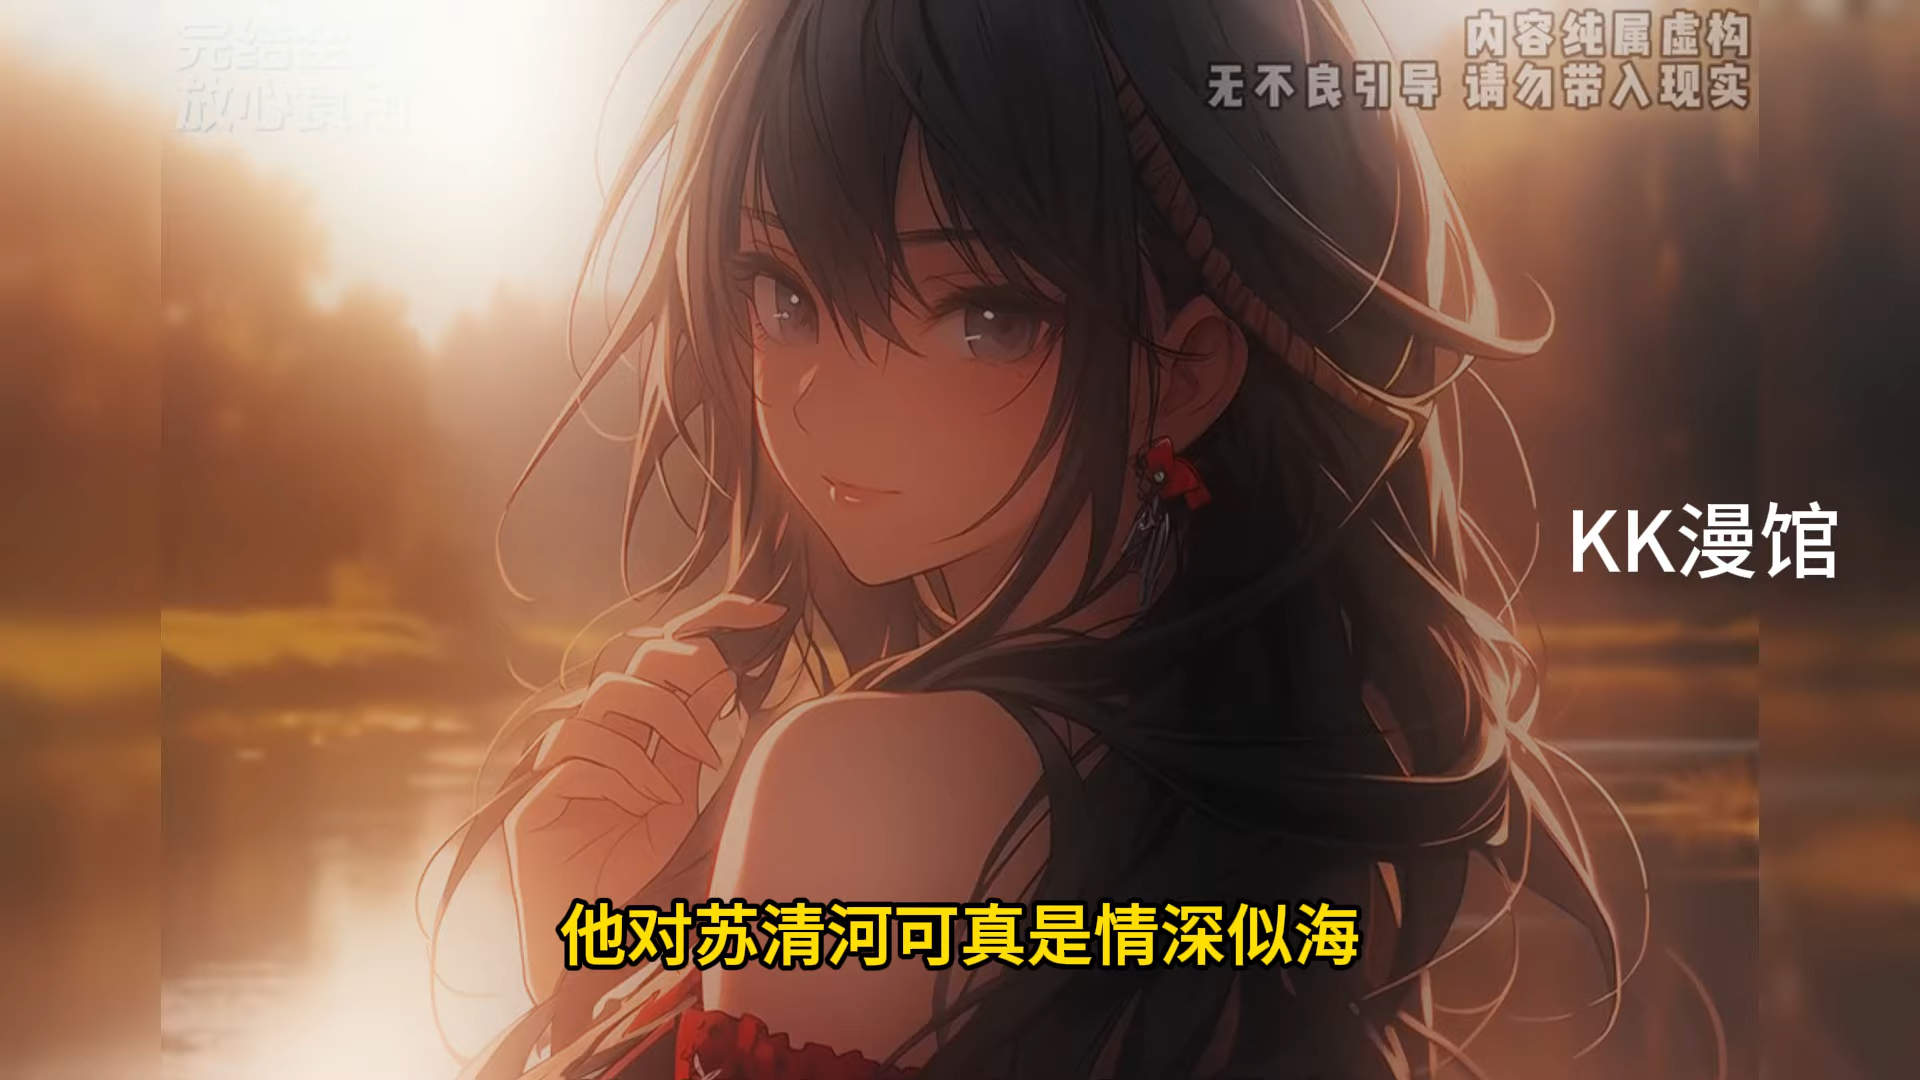 内容纯属虚构
无不良引导 请勿带入现实
KK漫馆
他对苏清河可真是情深似海